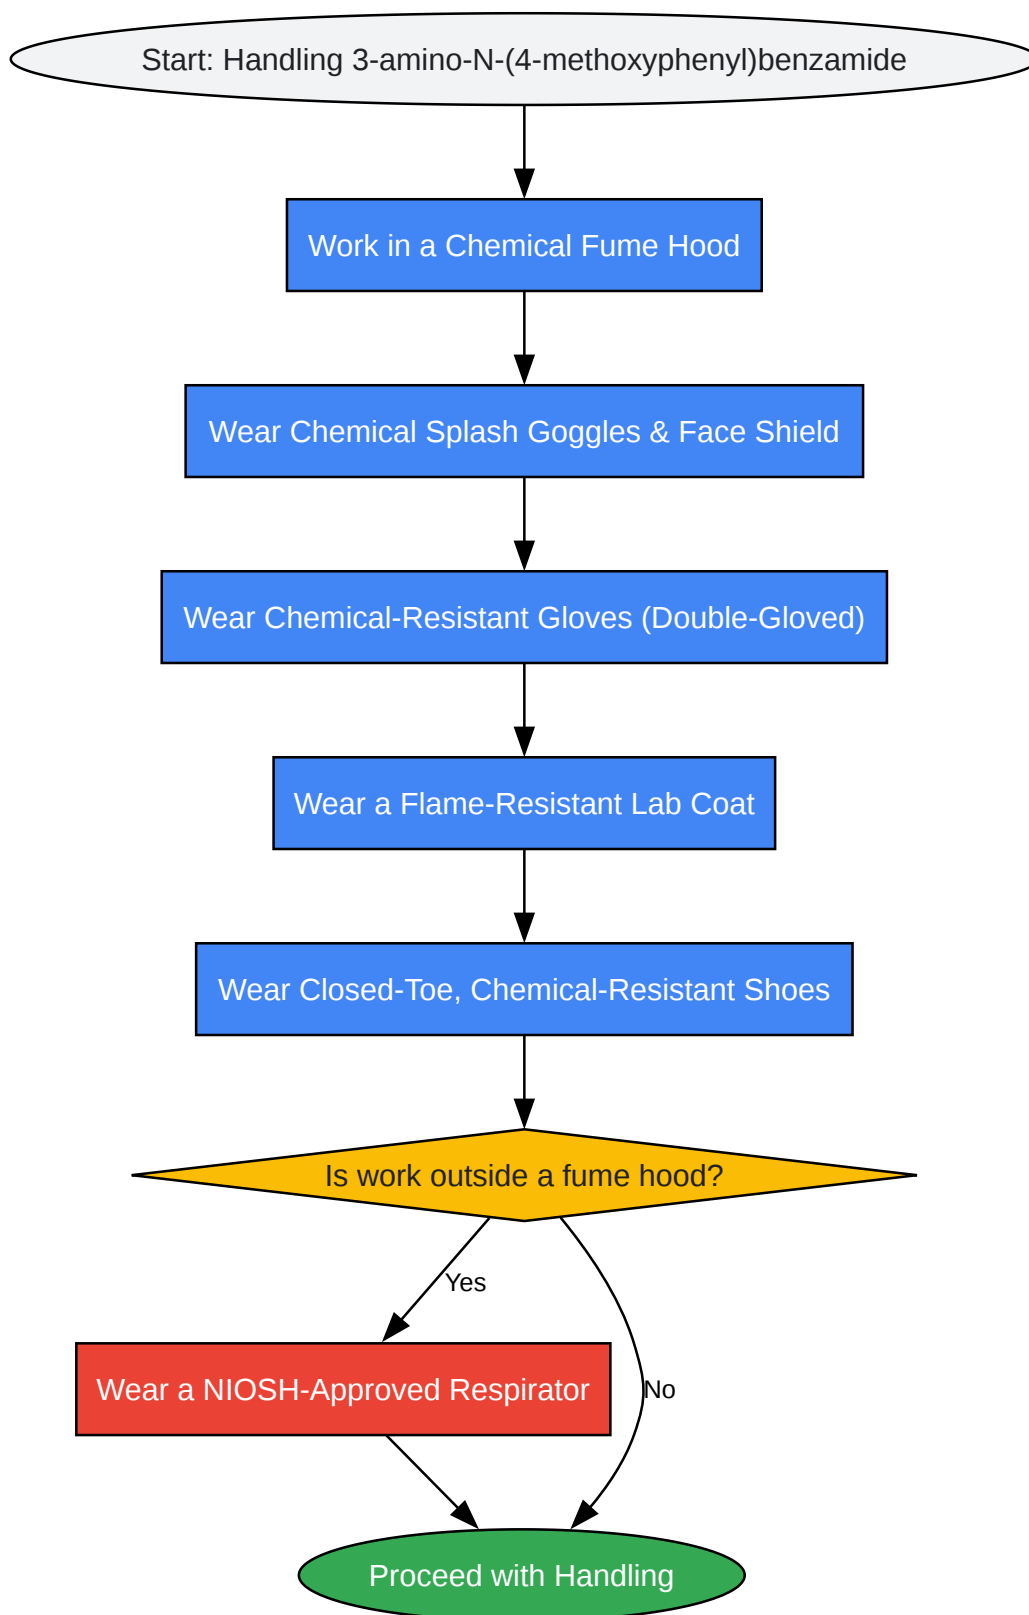 Start: Handling 3-amino-N-(4-methoxyphenyl)benzamide
Work in a Chemical Fume Hood
Wear Chemical Splash Goggles & Face Shield
Wear Chemical-Resistant Gloves (Double-Gloved)
Wear a Flame-Resistant Lab Coat
Wear Closed-Toe, Chemical-Resistant Shoes
Is work outside a fume hood?
Yes
Wear a NIOSH-Approved Respirator
No
Proceed with Handling